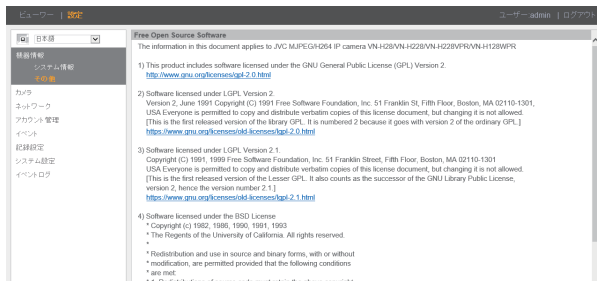 ビューワー | 設定
ユーザー admin | ログアウト
日本語
機器情報
システム情報
その他
カメラ
ネットワーク
アカウント管理
イベント
記録設定
システム設定
イベントログ
Free Open Source Software
The information in this document applies to JVC MJPEG/H264 IP camera VN-H28/VN-H228/VN-H228VPR/VN-H128WPR
1) This product includes software licensed under the GNU General Public License (GPL) Version 2.
http://www.gnu.org/licenses/gpl-2.0.html
2) Software licensed under LGPL Version 2.
Version 2, June 1991 Copyright (C) 1991 Free Software Foundation, Inc. 51 Franklin St, Fifth Floor, Boston, MA 02110-1301,
USA Everyone is permitted to copy and distribute verbatim copies of this license document, but changing it is not allowed.
[This is the first released version of the library GPL. It is numbered 2 because it goes with version 2 of the ordinary GPL.]
https://www.gnu.org/licenses/old-licenses/lgpl-2.0.html
3) Software licensed under LGPL Version 2.1.
Copyright (C) 1991, 1999 Free Software Foundation, Inc. 51 Franklin Street, Fifth Floor, Boston, MA 02110-1301
USA Everyone is permitted to copy and distribute verbatim copies of this license document, but changing it is not allowed.
[This is the first released version of the Lesser GPL. It also counts as the successor of the GNU Library Public License,
version 2, hence the version number 2.1.]
https://www.gnu.org/licenses/old-licenses/lgpl-2.1.html
4) Software licensed under the BSD License
* Copyright (c) 1982, 1986, 1990, 1991, 1993
* The Regents of the University of California. All rights reserved.
*
* Redistribution and use in source and binary forms, with or without
* modification, are permitted provided that the following conditions
* are met: